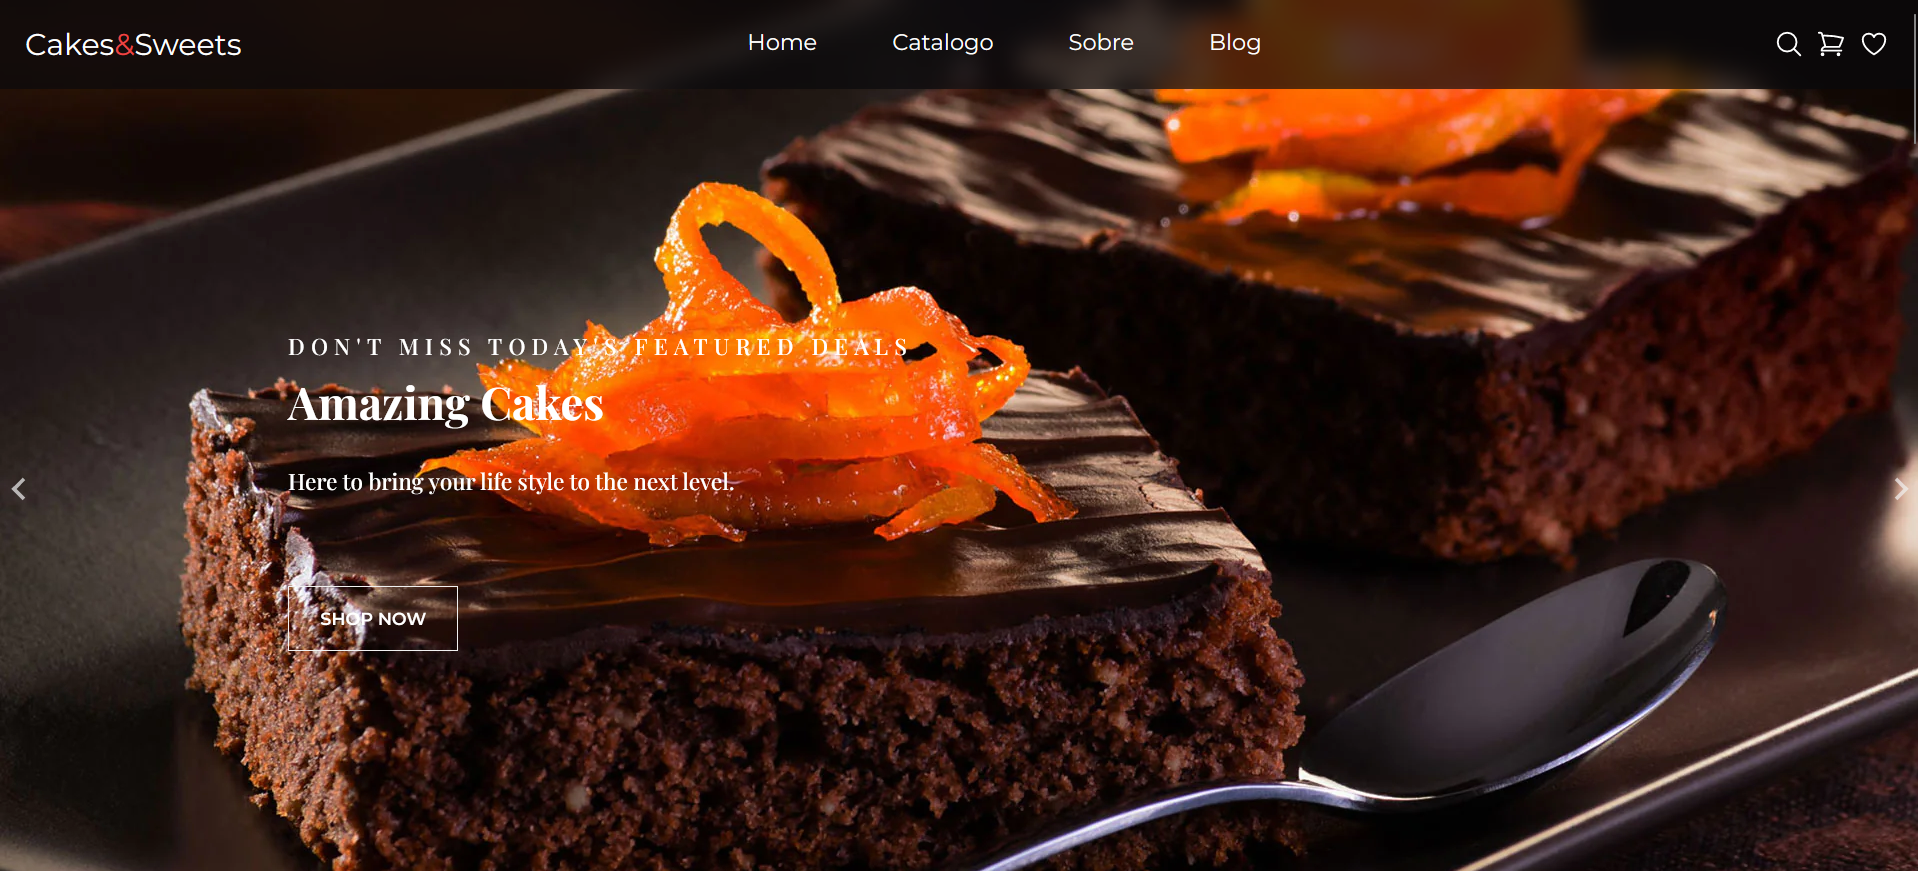 Cakes&Sweets
Home
Catalogo
Sobre
Blog
DON'T MISS TODAY'S FEATURED DEALS
Amazing Cakes
Here to bring your life style to the next level.
SHOP NOW